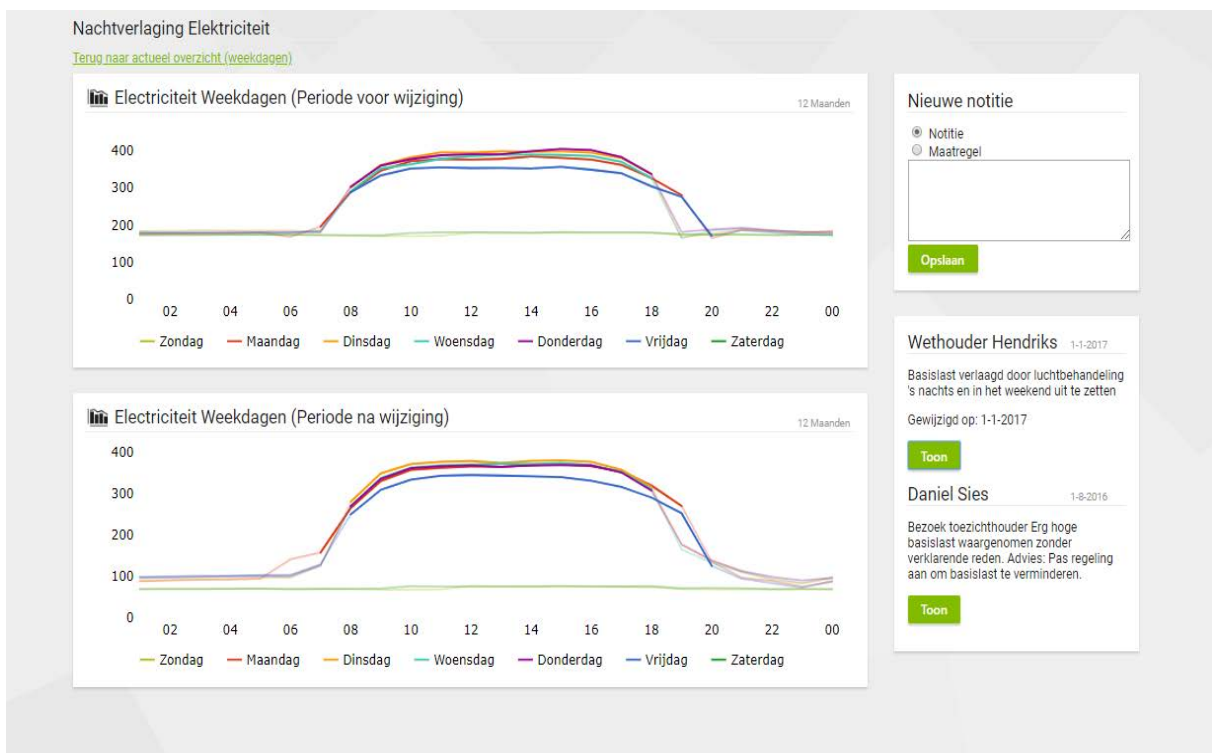 Nachtverlaging Elektriciteit
Terug naar actueel overzicht (weekdagen)
Electriciteit Weekdagen (Periode voor wijziging)
12 Maanden
400
300
200
100
0
02 04 06 08 10 12 14 16 18 20 22 00
Zondag Maandag Dinsdag Woensdag Donderdag Vrijdag Zaterdag
Electriciteit Weekdagen (Periode na wijziging)
12 Maanden
400
300
200
100
0
02 04 06 08 10 12 14 16 18 20 22 00
Zondag Maandag Dinsdag Woensdag Donderdag Vrijdag Zaterdag
Nieuwe notitie
Notitie
Maatregel
Opslaan
Wethouder Hendriks 1-1-2017
Basislast verlaagd door luchtbehandeling
's nachts en in het weekend uit te zetten
Gewijzigd op: 1-1-2017
Toon
Daniel Sies 1-8-2016
Bezoek toezichthouder Erg hoge
basislast waargenomen zonder
verklarende reden. Advies: Pas regeling
aan om basislast te verminderen.
Toon